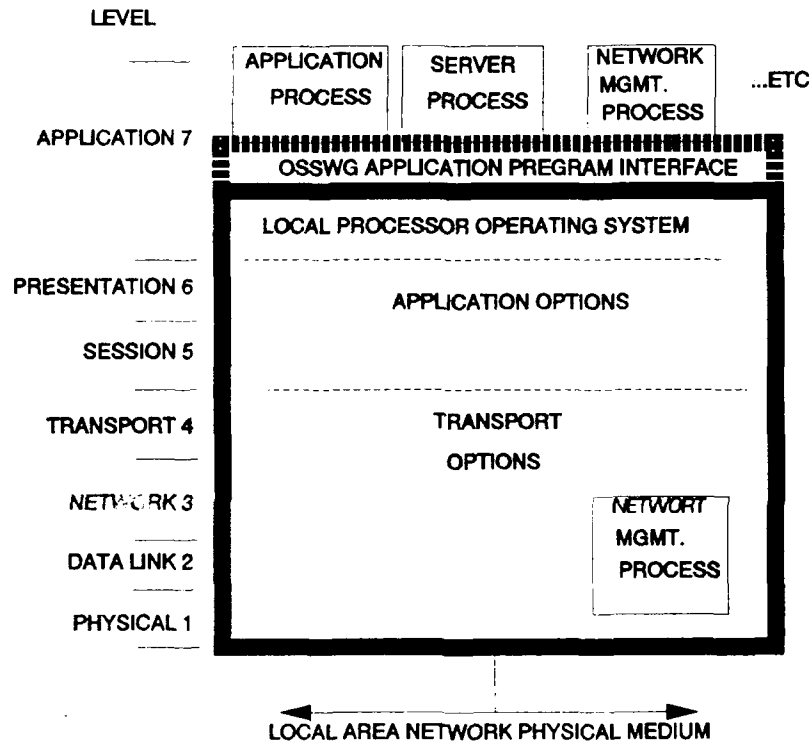 LEVEL
APPLICATION
PROCESS
SERVER
PROCESS
NETWORK
MGMT.
PROCESS
...ETC
APPLICATION 7
OSSWG APPLICATION PREGRAM INTERFACE
LOCAL PROCESSOR OPERATING SYSTEM
PRESENTATION 6
APPLICATION OPTIONS
SESSION 5
TRANSPORT 4
TRANSPORT
OPTIONS
NETWORK 3
NETWORT
MGMT.
PROCESS
DATA LINK 2
PHYSICAL 1
LOCAL AREA NETWORK PHYSICAL MEDIUM